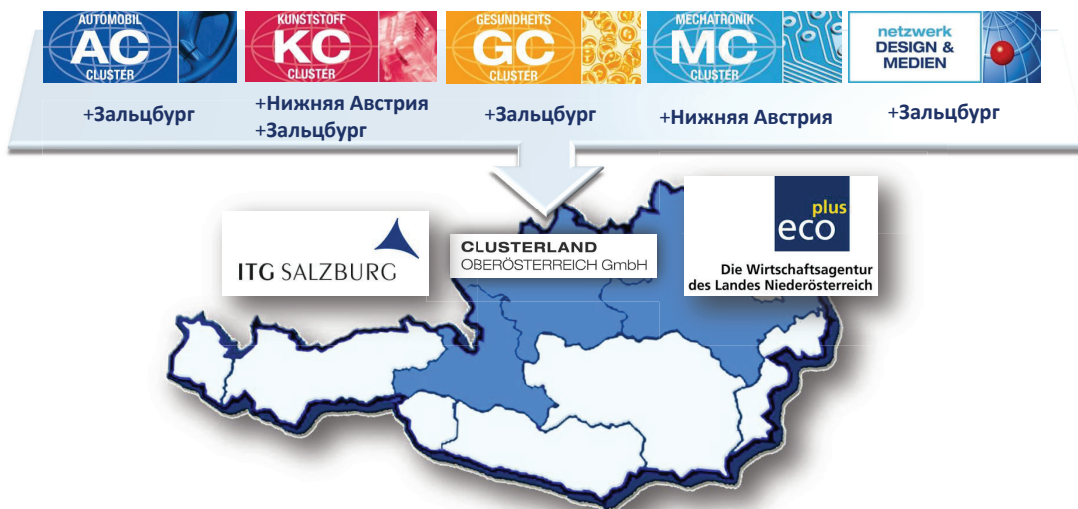 AUTOMOBIL
AC
CLUSTER
KUNSTSTOFF
KC
CLUSTER
GESUNDHEITS
GC
CLUSTER
MECHATRONIK
MC
CLUSTER
netzwerk
DESIGN &
MEDIEN
+Зальцбург
+Нижняя Австрия
+Зальцбург
+Зальцбург
+Нижняя Австрия
+Зальцбург
ITG SALZBURG
CLUSTERLAND
OBERÖSTERREICH GmbH
plus
eco
Die Wirtschaftsagentur
des Landes Niederösterreich